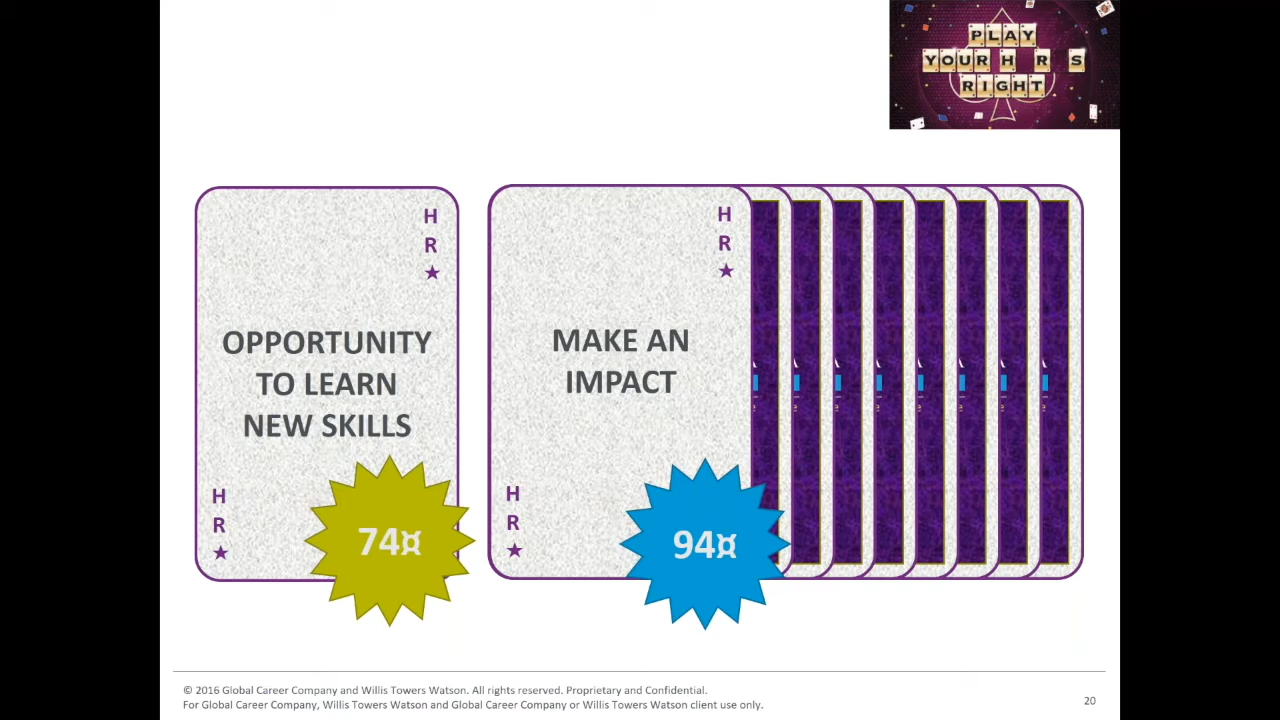 PLAY
YOUR H R S
RIGHT
H
R
★
OPPORTUNITY
TO LEARN
NEW SKILLS
H
R
★
74¤
H
R
★
MAKE AN
IMPACT
H
R
★
94¤
© 2016 Global Career Company and Willis Towers Watson. All rights reserved. Proprietary and Confidential.
For Global Career Company, Willis Towers Watson and Global Career Company or Willis Towers Watson client use only.
20